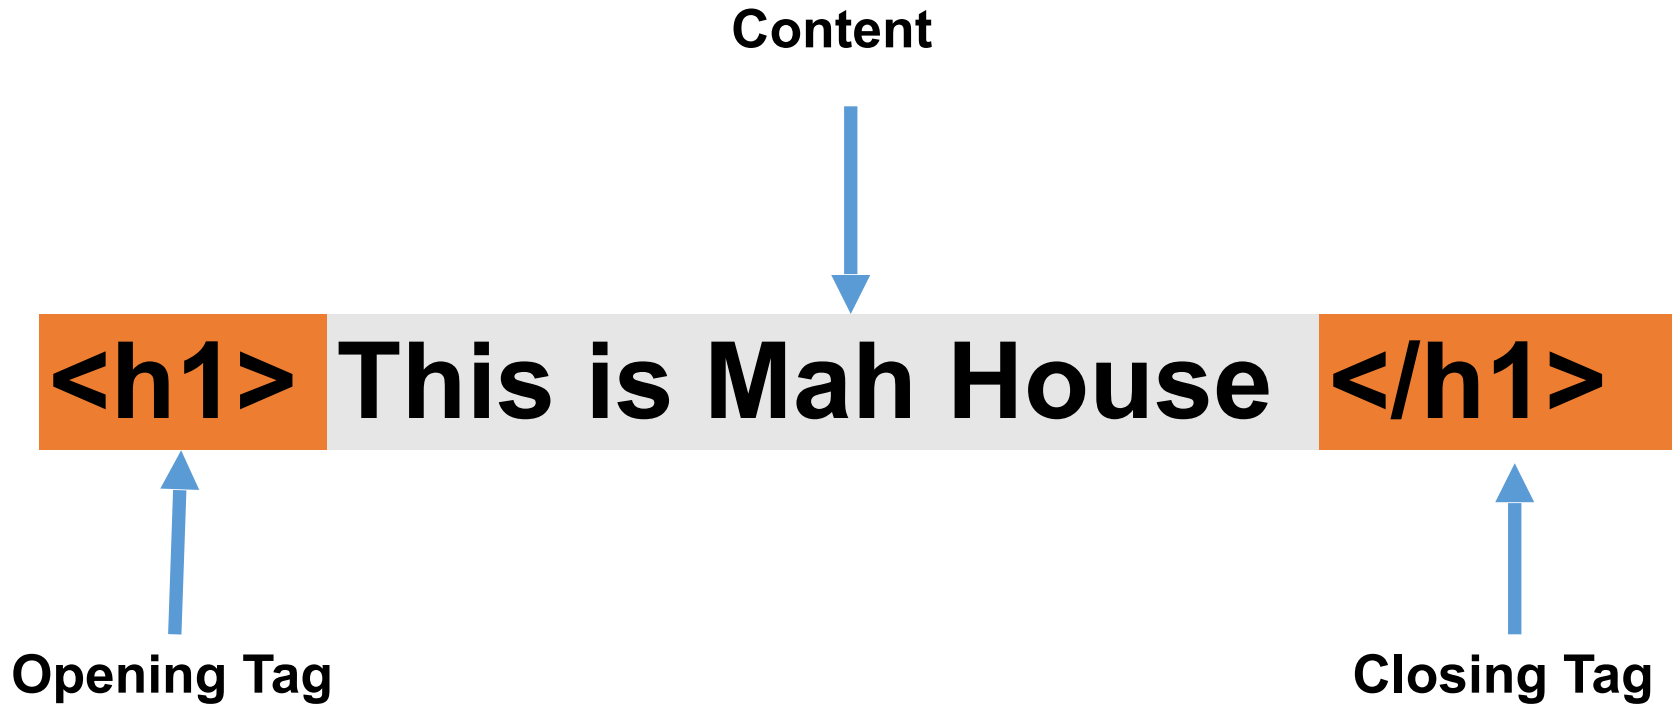 Content
<h1> This is Mah House </h1>
Opening Tag
Closing Tag